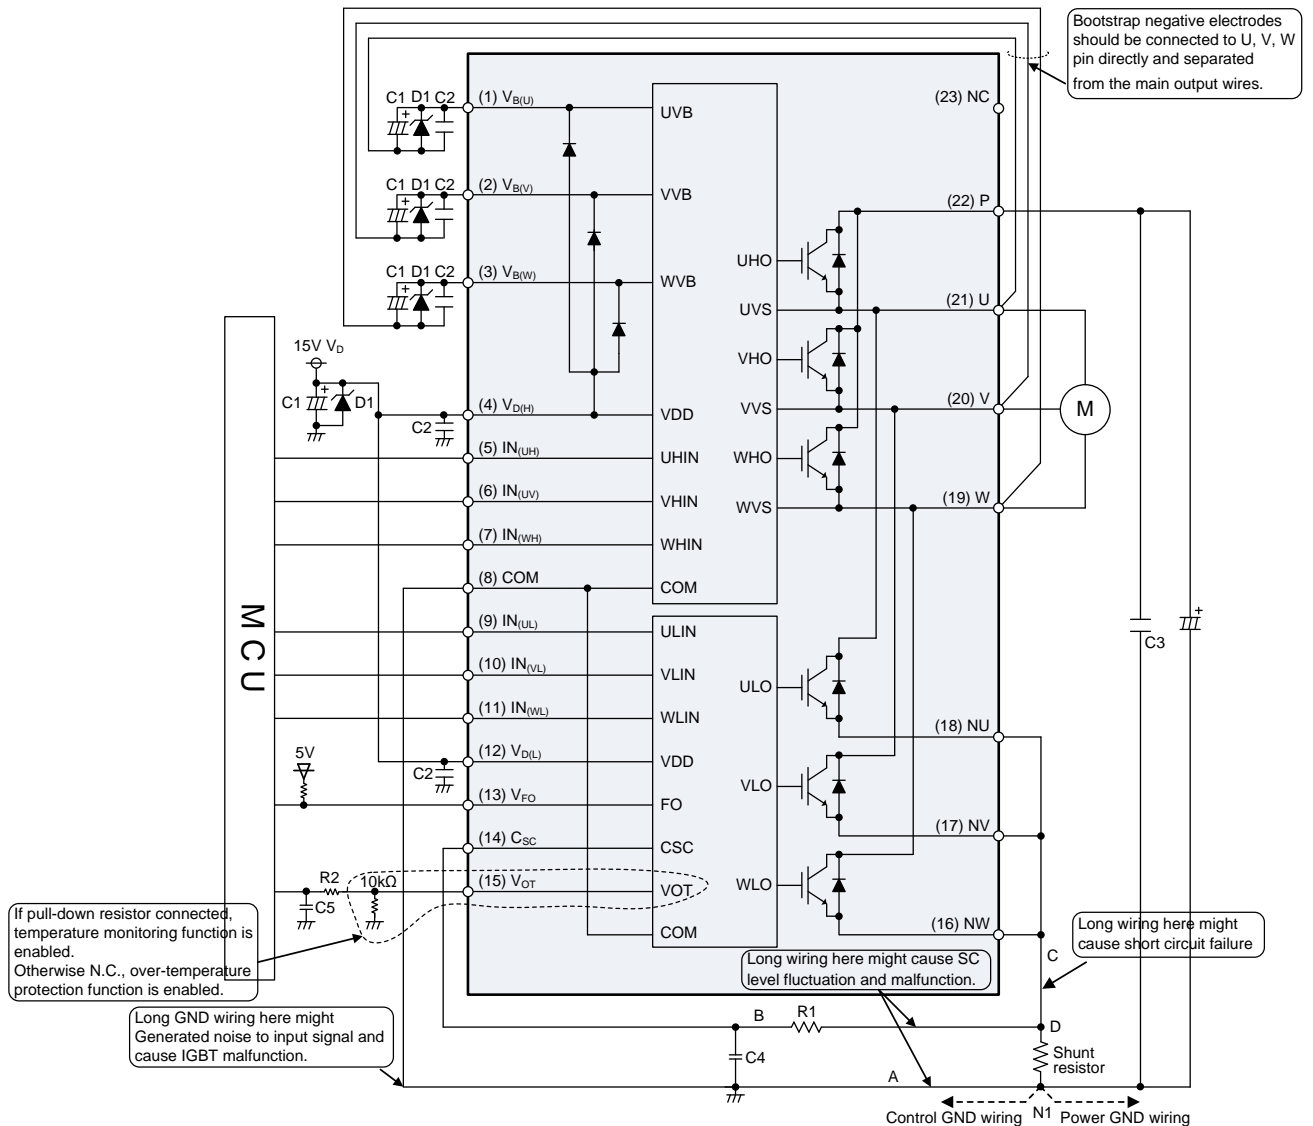 Bootstrap negative electrodes
should be connected to U, V, W
pin directly and separated
from the main output wires.
C1 D1 C2
+
(1) VB(U)
UVB
(23) NC
C1 D1 C2
+
(2) VB(V)
VVB
(22) P
C1 D1 C2
+
(3) VB(W)
WVB
UHO
(21) U
UVS
15V VD
+
C1
D1
VHO
(4) VD(H)
C2
VDD
VVS
(20) V
M
(5) IN(UH)
UHIN
WHO
(6) IN(UV)
VHIN
WVS
(19) W
(7) IN(WH)
WHIN
(8) COM
COM
MCU
(9) IN(UL)
ULIN
+
C3
(10) IN(VL)
VLIN
ULO
(11) IN(WL)
WLIN
(18) NU
5V
(12) VD(L)
C2
VDD
VLO
(13) VFO
FO
(17) NV
(14) CSC
CSC
R2
10kΩ
(15) VOT
VOT
WLO
C5
(16) NW
COM
If pull-down resistor connected,
temperature monitoring function is
enabled.
Otherwise N.C., over-temperature
protection function is enabled.
Long wiring here might
cause short circuit failure
C
Long wiring here might cause SC
level fluctuation and malfunction.
Long GND wiring here might
Generated noise to input signal and
cause IGBT malfunction.
B
R1
D
C4
Shunt
resistor
A
N1
Control GND wiring
Power GND wiring